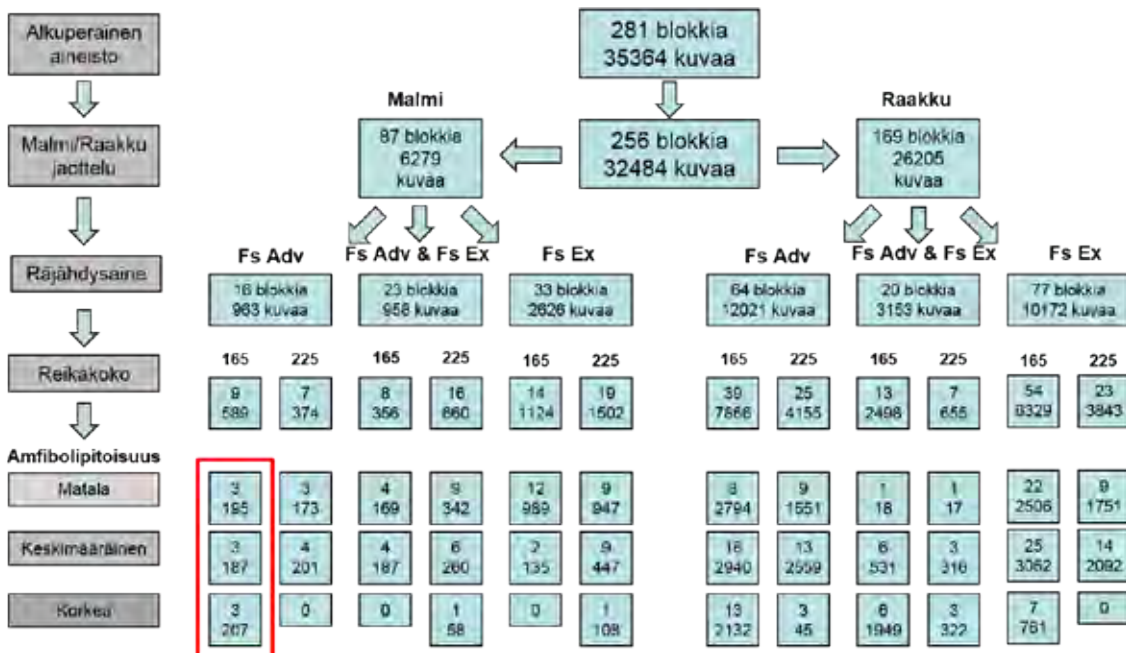 Alkuperäinen
aineisto
281 blokkia
35364 kuvaa
Malmi
Raakku
Malmi/Raakku
jaottelu
87 blokkia
6279
kuvaa
256 blokkia
32484 kuvaa
169 blokkia
26205
kuvaa
Räjähdysaine
Fs Adv
Fs Adv & Fs Ex
Fs Ex
Fs Adv
Fs Adv & Fs Ex
Fs Ex
16 blokkia
963 kuvaa
23 blokkia
958 kuvaa
33 blokkia
2626 kuvaa
64 blokkia
12021 kuvaa
20 blokkia
3153 kuvaa
77 blokkia
10172 kuvaa
Reikäkoko
165 225 165 225 165 225 165 225 165 225 165 225
9 7 8 16 14 19 39 25 13 7 54 23
589 374 356 660 1124 1502 7866 4155 2498 655 6329 3843
Amfibolipitoisuus
Matala
3 3 4 9 12 9 9 1 1 22 9
195 173 169 342 989 947 2794 1551 18 17 2506 1751
Keskimääräinen
3 4 4 6 2 9 16 13 6 3 25 14
187 201 187 260 135 447 2940 2559 531 316 3062 2092
Korkea
3 0 0 1 0 1 13 3 6 3 7 0
207 58 108 2132 45 1949 322 761